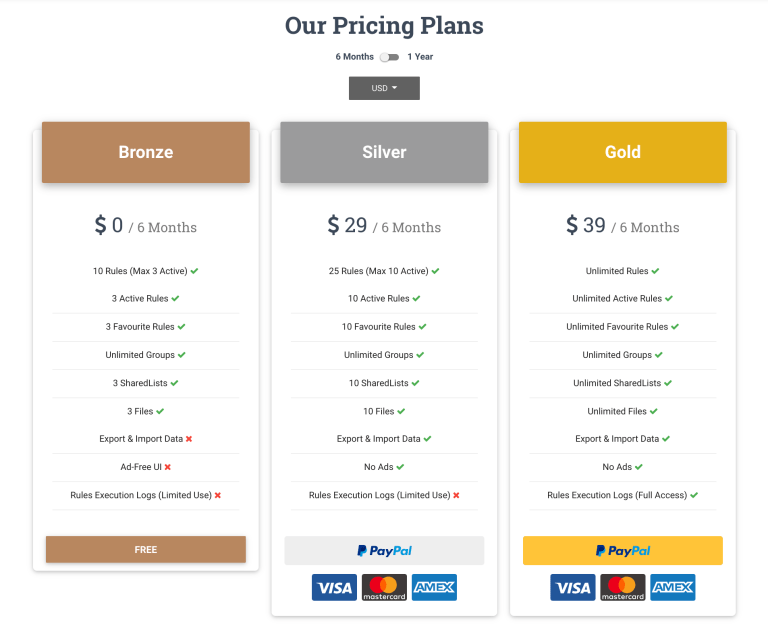 Our Pricing Plans
6 Months 1 Year
USD
Bronze
$ 0 / 6 Months
10 Rules (Max 3 Active)
3 Active Rules
3 Favourite Rules
Unlimited Groups
3 SharedLists
3 Files
Export & Import Data
Ad-Free UI
Rules Execution Logs (Limited Use)
FREE
Silver
$ 29 / 6 Months
25 Rules (Max 10 Active)
10 Active Rules
10 Favourite Rules
Unlimited Groups
10 SharedLists
10 Files
Export & Import Data
No Ads
Rules Execution Logs (Limited Use)
PayPal
VISA mastercard AMEX
Gold
$ 39 / 6 Months
Unlimited Rules
Unlimited Active Rules
Unlimited Favourite Rules
Unlimited Groups
Unlimited SharedLists
Unlimited Files
Export & Import Data
No Ads
Rules Execution Logs (Full Access)
PayPal
VISA mastercard AMEX